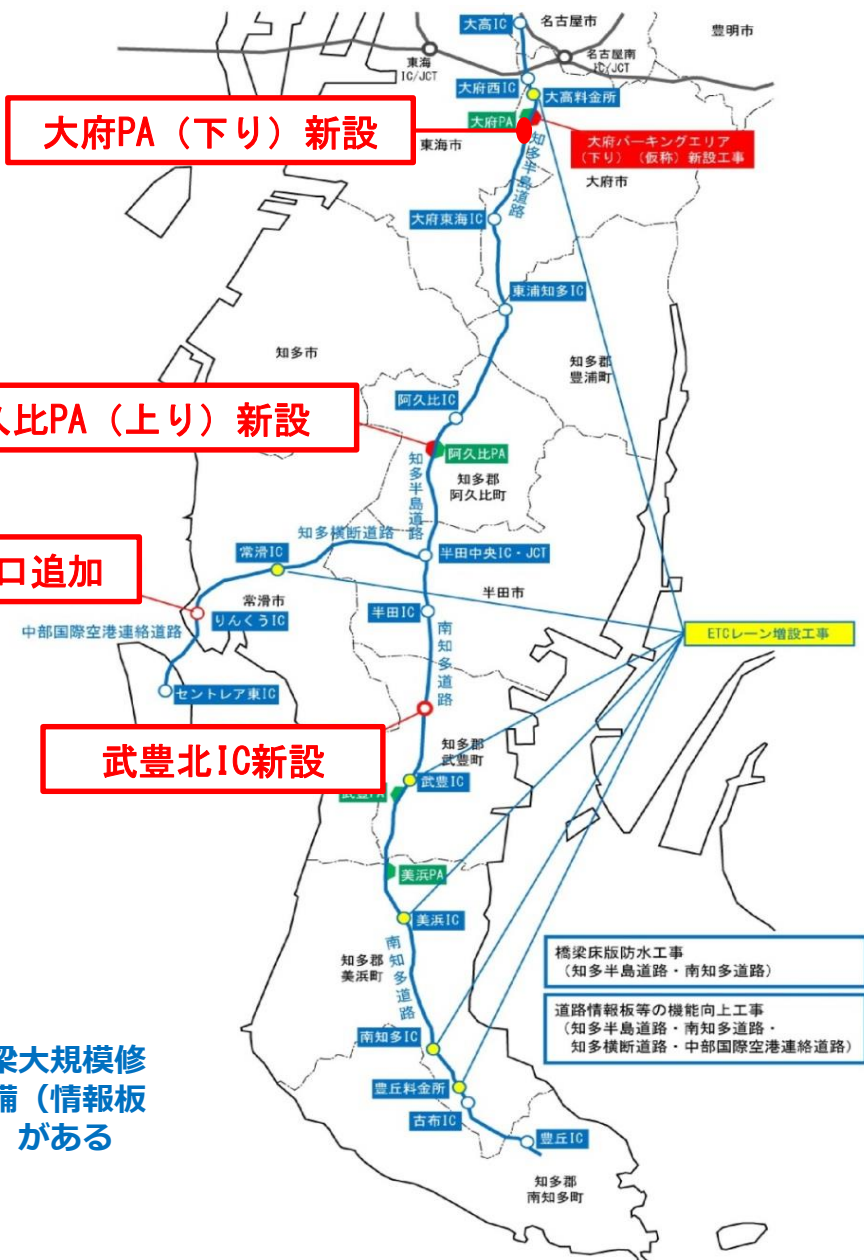 大高IC
名古屋市
豊明市
東海
IC/JCT
名古屋南
IC/JCT
大府西IC
大高料金所
大府PA（下り）新設
大府PA
東海市
大府パーキングエリア
（下り）（仮称）新設工事
知多半島道路
大府市
大府東海IC
東浦知多IC
知多市
知多郡
豊浦町
阿久比IC
久比PA（上り）新設
阿久比PA
知多半島道路
知多郡
阿久比町
知多横断道路
常滑IC
半田中央IC・JCT
口追加
常滑市
半田市
りんくうIC
半田IC
中部国際空港連絡道路
南知多道路
ETCレーン増設工事
セントレア東IC
武豊北IC新設
知多郡
武豊町
武豊IC
武豊PA
美浜PA
美浜IC
知多郡
美浜町
南知多道路
橋梁床版防水工事
（知多半島道路・南知多道路）
道路情報板等の機能向上工事
（知多半島道路・南知多道路・
知多横断道路・中部国際空港連絡道路）
南知多IC
梁大規模修
備（情報板
がある
豊丘料金所
古布IC
豊丘IC
知多郡
南知多町